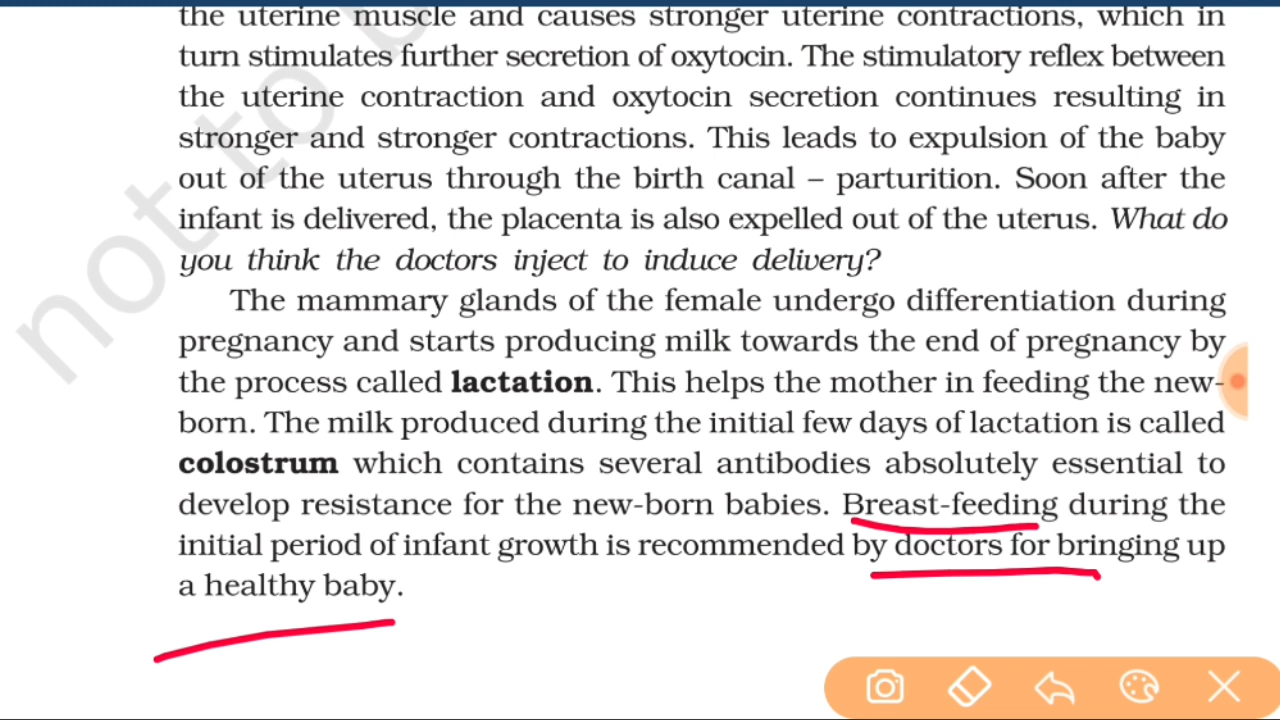 the uterine muscle and causes stronger uterine contractions, which in
turn stimulates further secretion of oxytocin. The stimulatory reflex between
the uterine contraction and oxytocin secretion continues resulting in
stronger and stronger contractions. This leads to expulsion of the baby
out of the uterus through the birth canal – parturition. Soon after the
infant is delivered, the placenta is also expelled out of the uterus. What do
you think the doctors inject to induce delivery?
The mammary glands of the female undergo differentiation during
pregnancy and starts producing milk towards the end of pregnancy by
the process called lactation. This helps the mother in feeding the new-
born. The milk produced during the initial few days of lactation is called
colostrum which contains several antibodies absolutely essential to
develop resistance for the new-born babies. Breast-feeding during the
initial period of infant growth is recommended by doctors for bringing up
a healthy baby.
not to